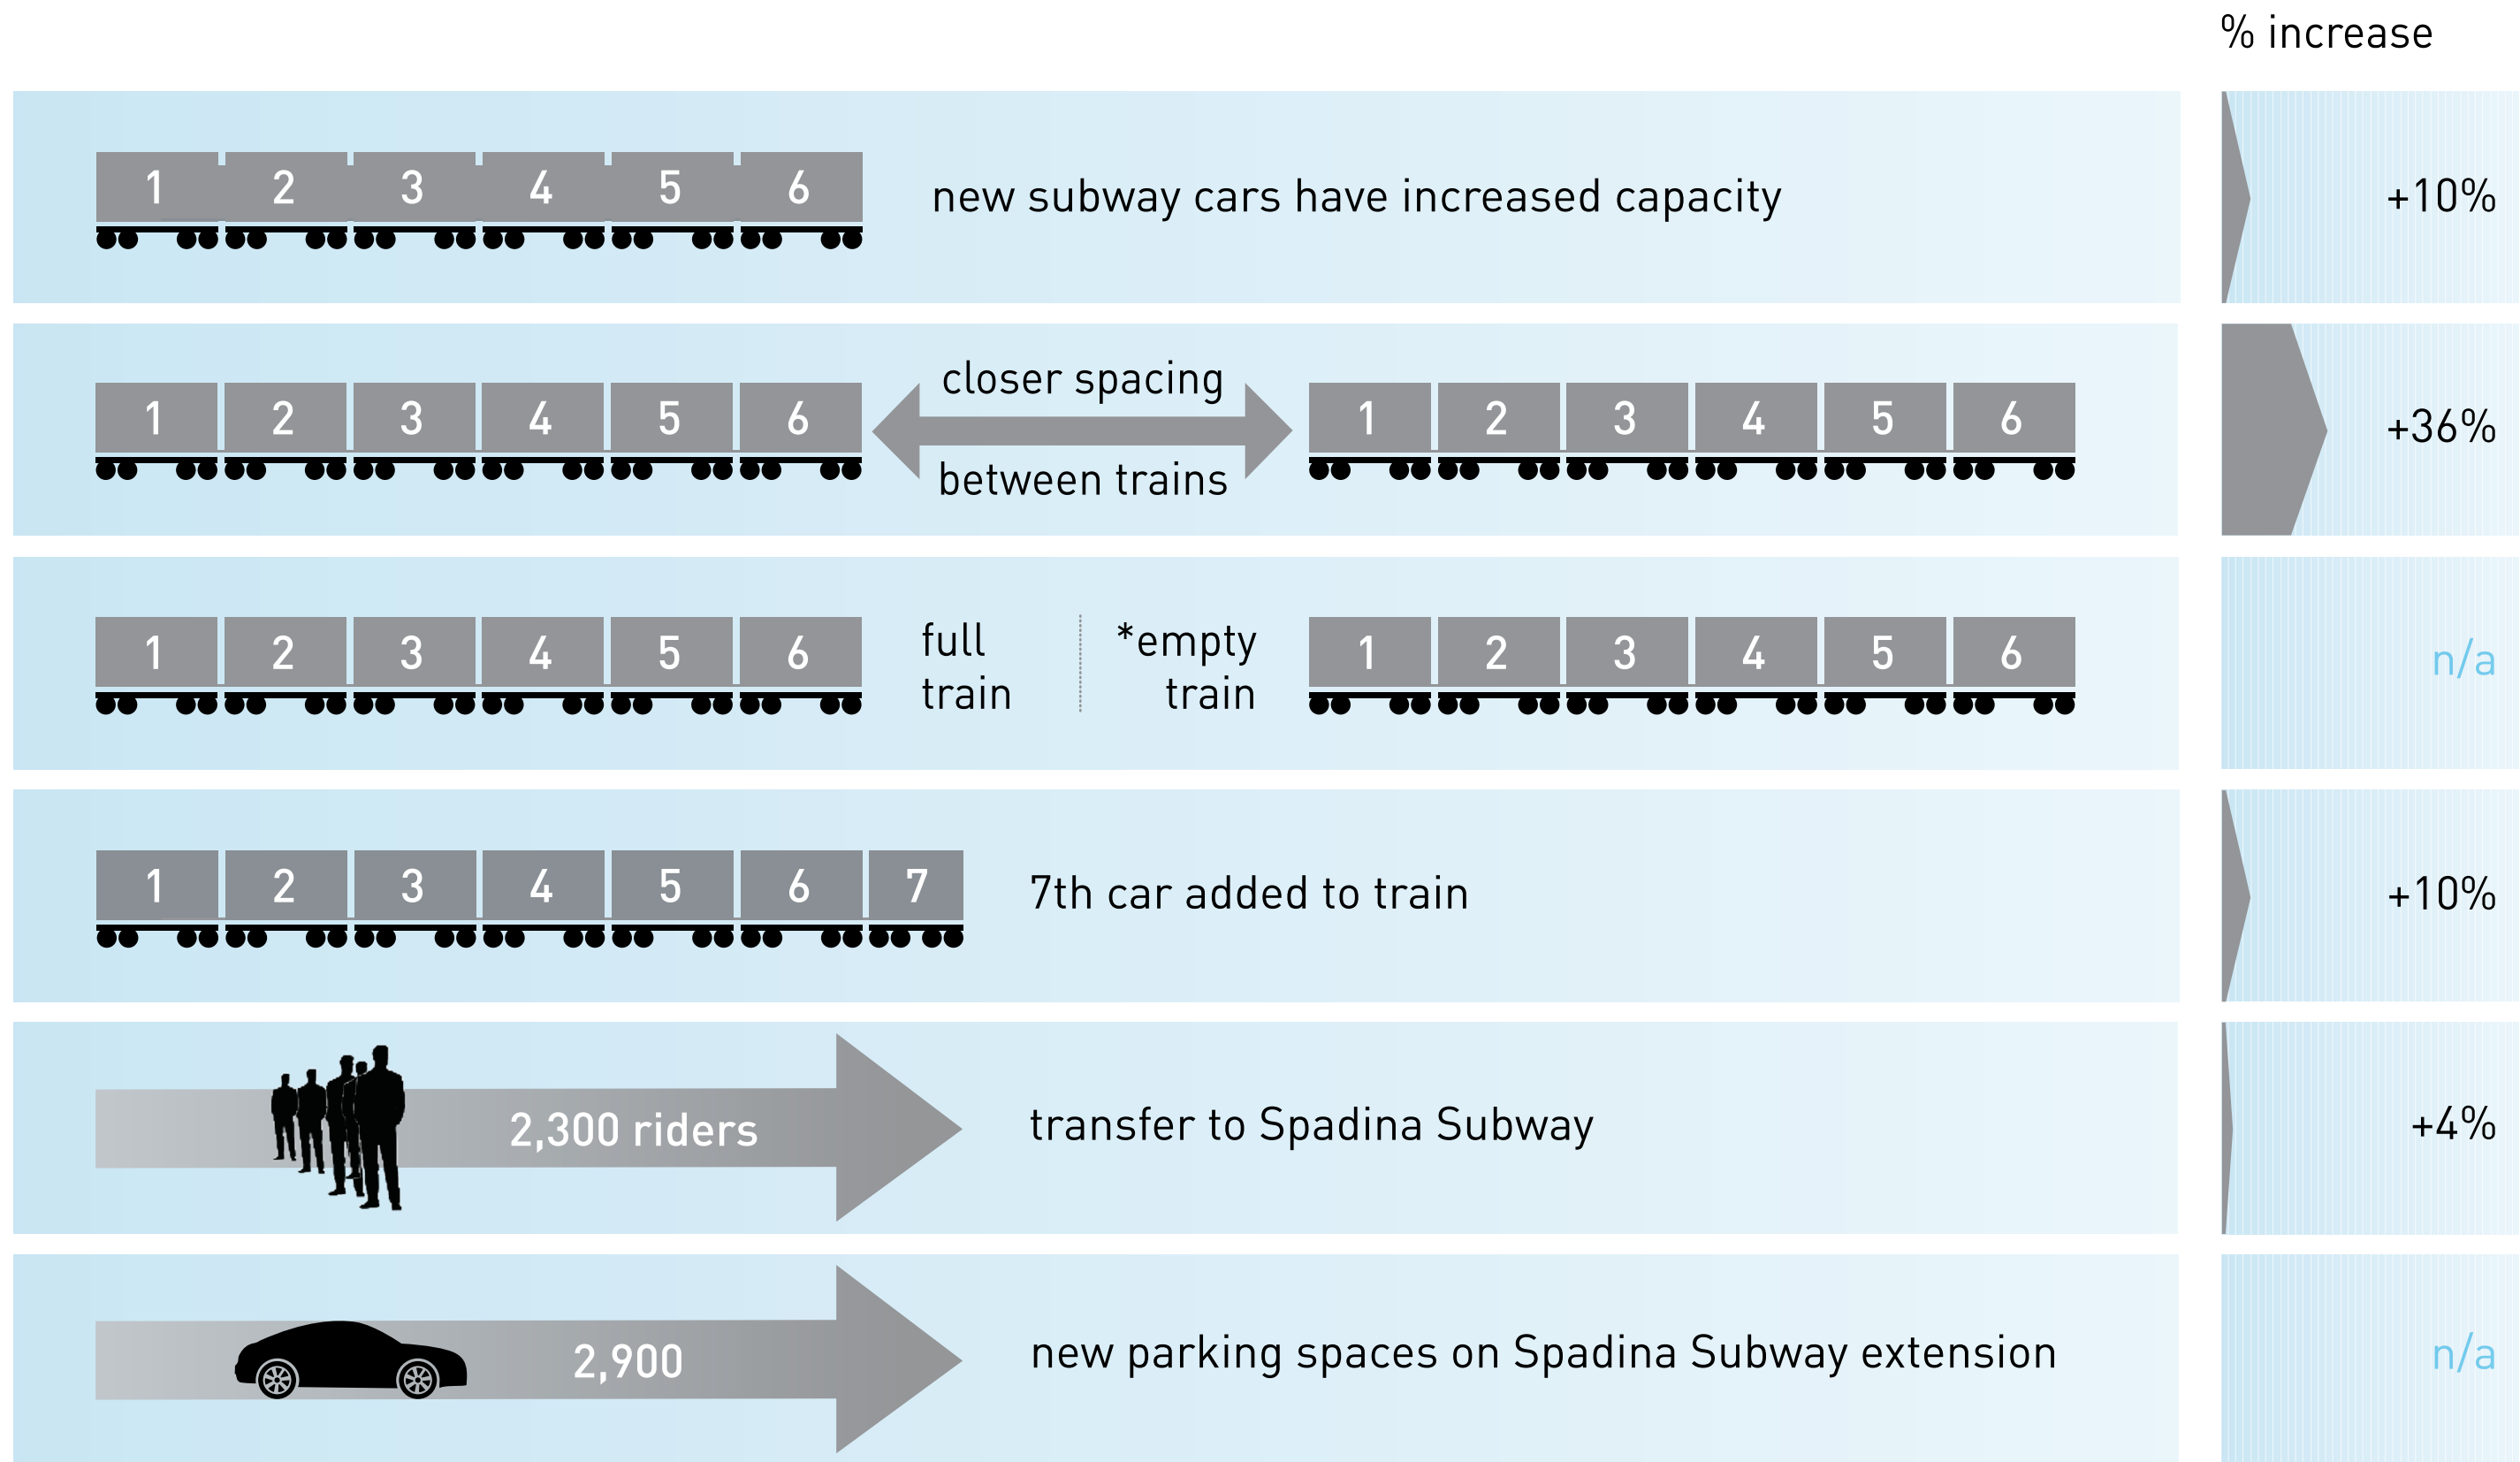 % increase
1 2 3 4 5 6
new subway cars have increased capacity
+10%
1 2 3 4 5 6
closer spacing
between trains
1 2 3 4 5 6
+36%
1 2 3 4 5 6
full
train
*empty
train
1 2 3 4 5 6
n/a
1 2 3 4 5 6 7
7th car added to train
+10%
2,300 riders
transfer to Spadina Subway
+4%
2,900
new parking spaces on Spadina Subway extension
n/a